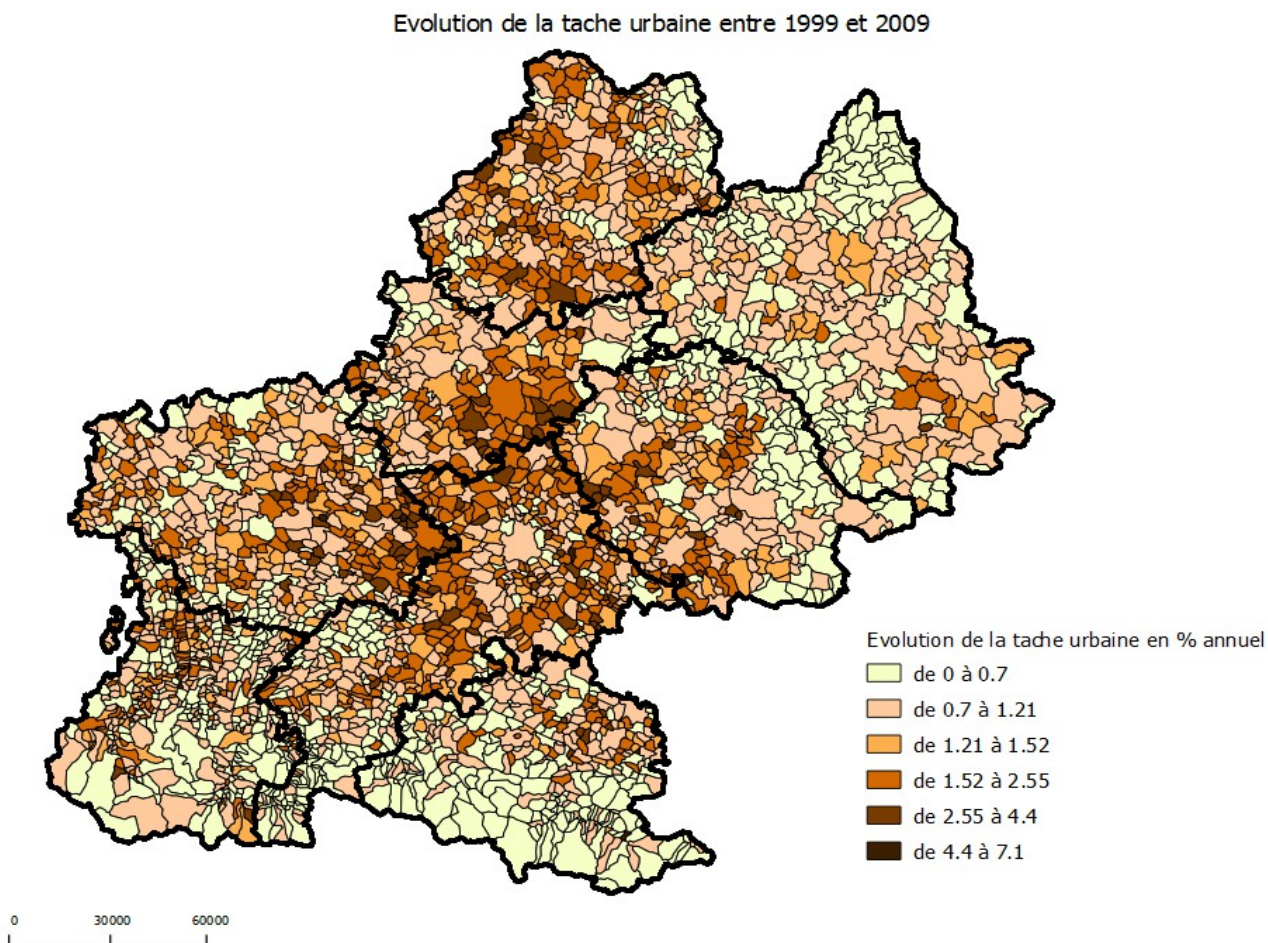 Evolution de la tache urbaine entre 1999 et 2009
Evolution de la tache urbaine en % annuel
de 0 à 0.7
de 0.7 à 1.21
de 1.21 à 1.52
de 1.52 à 2.55
de 2.55 à 4.4
de 4.4 à 7.1
0 30000 60000